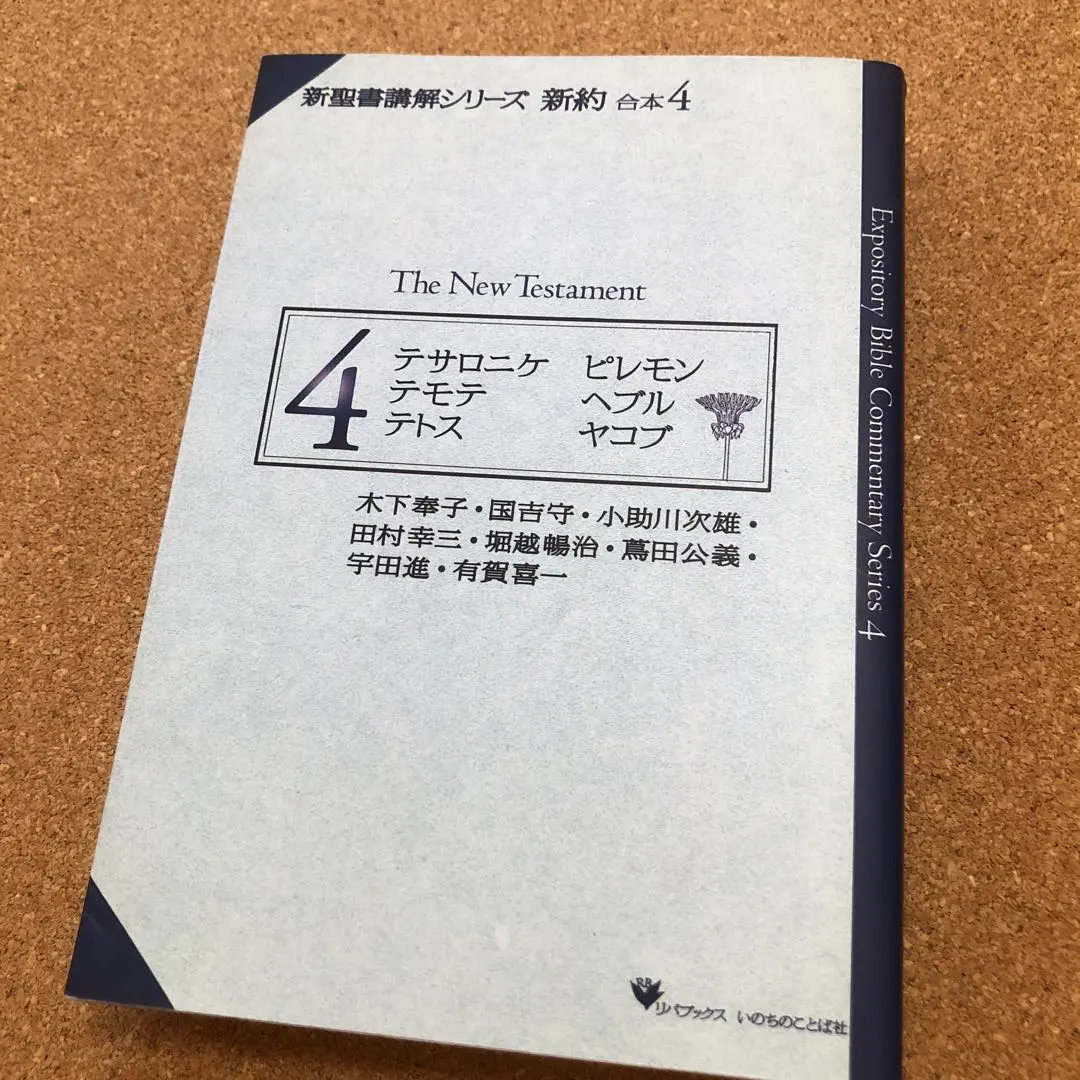 新聖書講解シリーズ 新約 合本4
The New Testament
4
テサロニケ ピレモン
テモテ ヘブル
テトス ヤコブ
木下奉子・国吉守・小助川次雄・
田村幸三・堀越暢治・蔦田公義・
宇田進・有賀喜一
RB
リバブックス いのちのことば社
Expository Bible Commentary Series 4